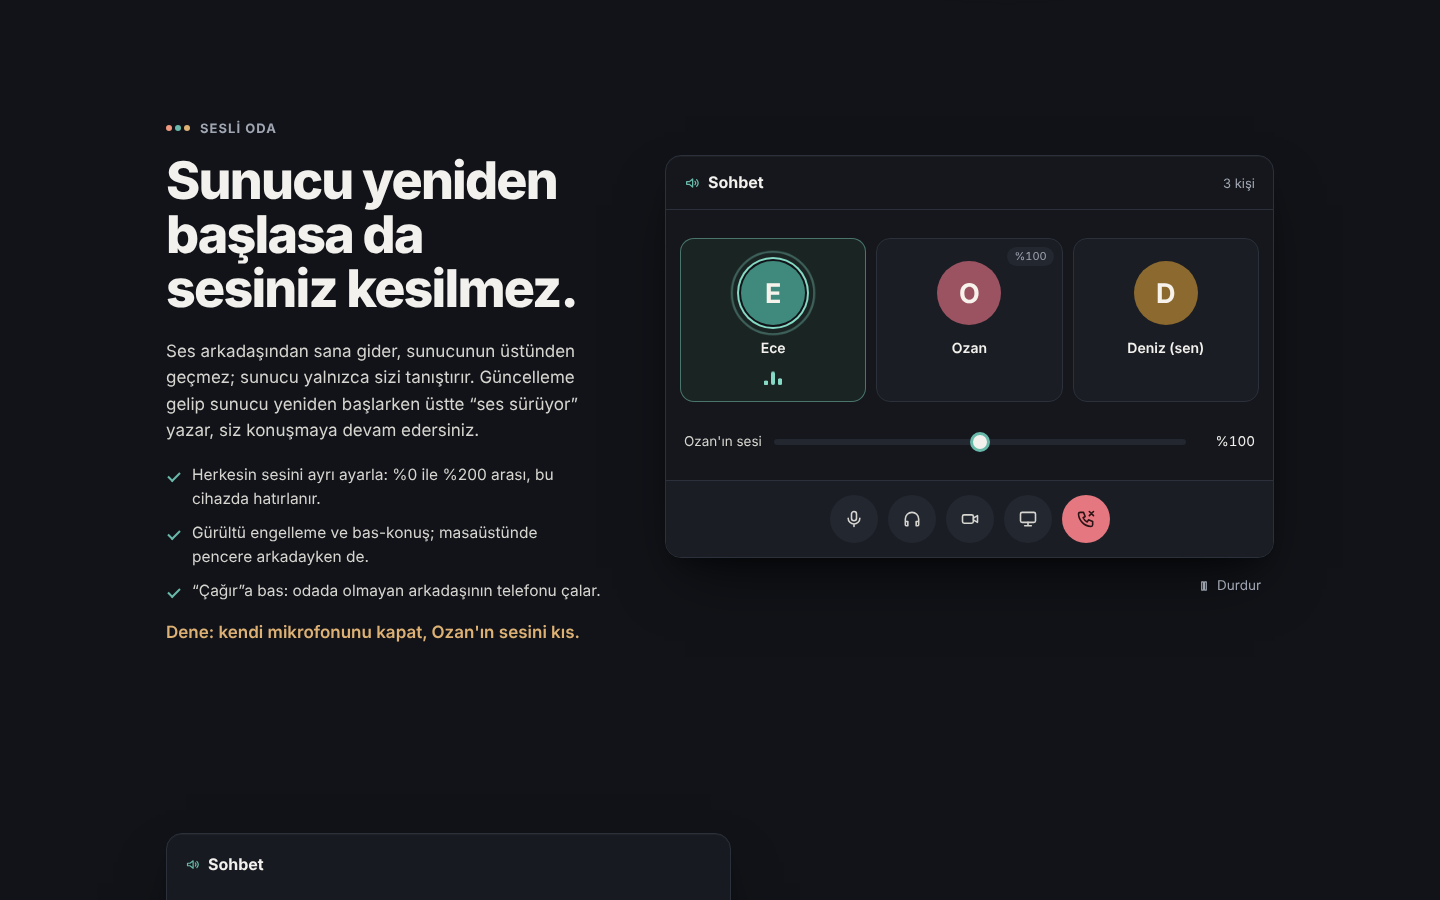 SESLİ ODA
Sunucu yeniden
başlasa da
sesiniz kesilmez.
Ses arkadaşından sana gider, sunucunun üstünden
geçmez; sunucu yalnızca sizi tanıştırır. Güncelleme
gelip sunucu yeniden başlarken üstte “ses sürüyor”
yazar, siz konuşmaya devam edersiniz.
Herkesin sesini ayrı ayarla: %0 ile %200 arası, bu
cihazda hatırlanır.
Gürültü engelleme ve bas-konuş; masaüstünde
pencere arkadayken de.
“Çağır”a bas: odada olmayan arkadaşının telefonu çalar.
Dene: kendi mikrofonunu kapat, Ozan'ın sesini kıs.
Sohbet
3 kişi
E
Ece
%100
O
Ozan
D
Deniz (sen)
Ozan'ın sesi
%100
Durdur
Sohbet